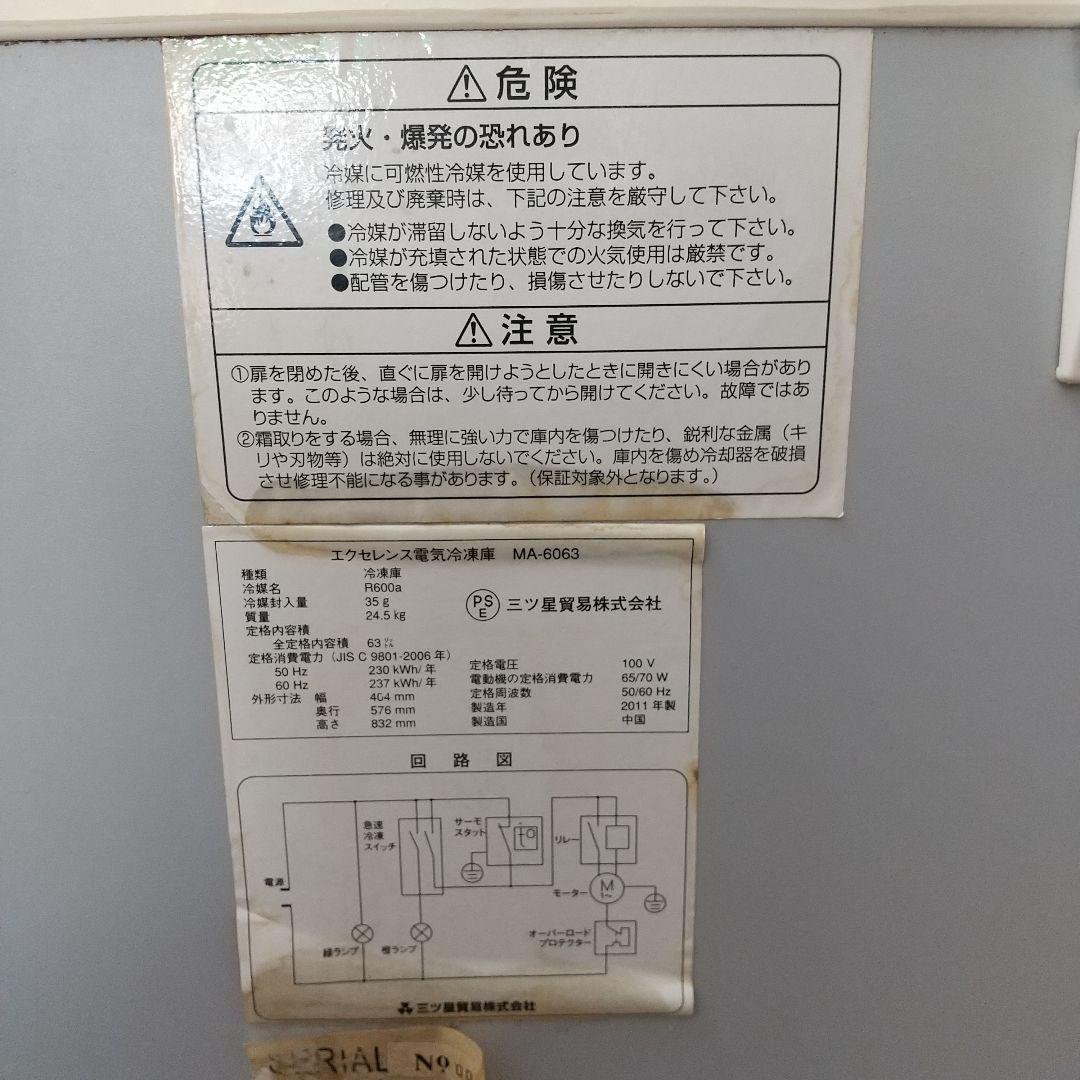 ⚠危険
発火・爆発の恐れあり
冷媒に可燃性冷媒を使用しています。
修理及び廃棄時は、下記の注意を厳守して下さい。
●冷媒が滞留しないよう十分な換気を行って下さい。
●冷媒が充填された状態での火気使用は厳禁です。
●配管を傷つけたり、損傷させたりしないで下さい。
⚠注意
①扉を閉めた後、直ぐに扉を開けようとしたときに開きにくい場合があり
ます。このような場合は、少し待ってから開けてください。故障ではあ
りません。
②霜取りをする場合、無理に強い力で庫内を傷つけたり、鋭利な金属（キ
リや刃物等）は絶対に使用しないでください。庫内を傷め冷却器を破損
させ修理不能になる事があります。（保証対象外となります。）
エクセレンス電気冷凍庫 MA-6063
種類 冷凍庫
冷媒名 R600a
冷媒封入量 35 g
質量 24.5 kg
PS
E
三ツ星貿易株式会社
定格内容積
全定格内容積 63 ㍑
定格消費電力（JIS C 9801-2006 年）
50 Hz 230 kWh/年
60 Hz 237 kWh/年
外形寸法 幅 404 mm
奥行 576 mm
高さ 832 mm
定格電圧 100 V
電動機の定格消費電力 65/70 W
定格周波数 50/60 Hz
製造年 2011 年製
製造国 中国
回路図
急速
冷凍
スイッチ
サーモ
スタット
to
リレー
電源
モーター
M
1~
緑ランプ
橙ランプ
オーバーロード
プロテクター
三ツ星貿易株式会社
SERIAL No